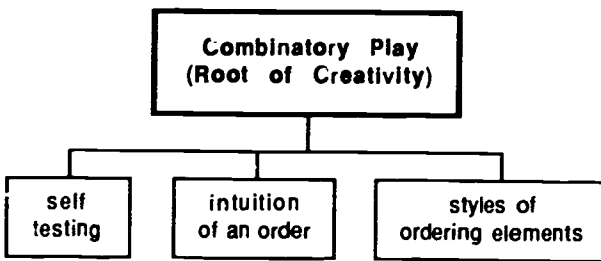 Combinatory Play
(Root of Creativity)
self
testing
intuition
of an order
styles of
ordering elements